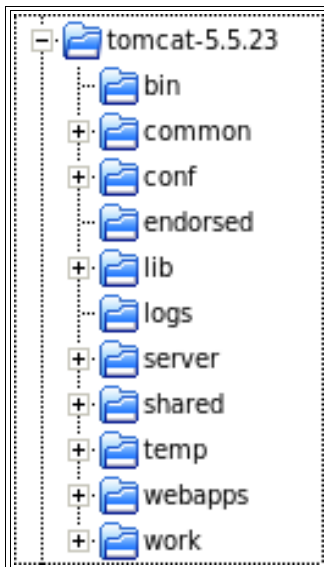 tomcat-5.5.23
bin
common
conf
endorsed
lib
logs
server
shared
temp
webapps
work